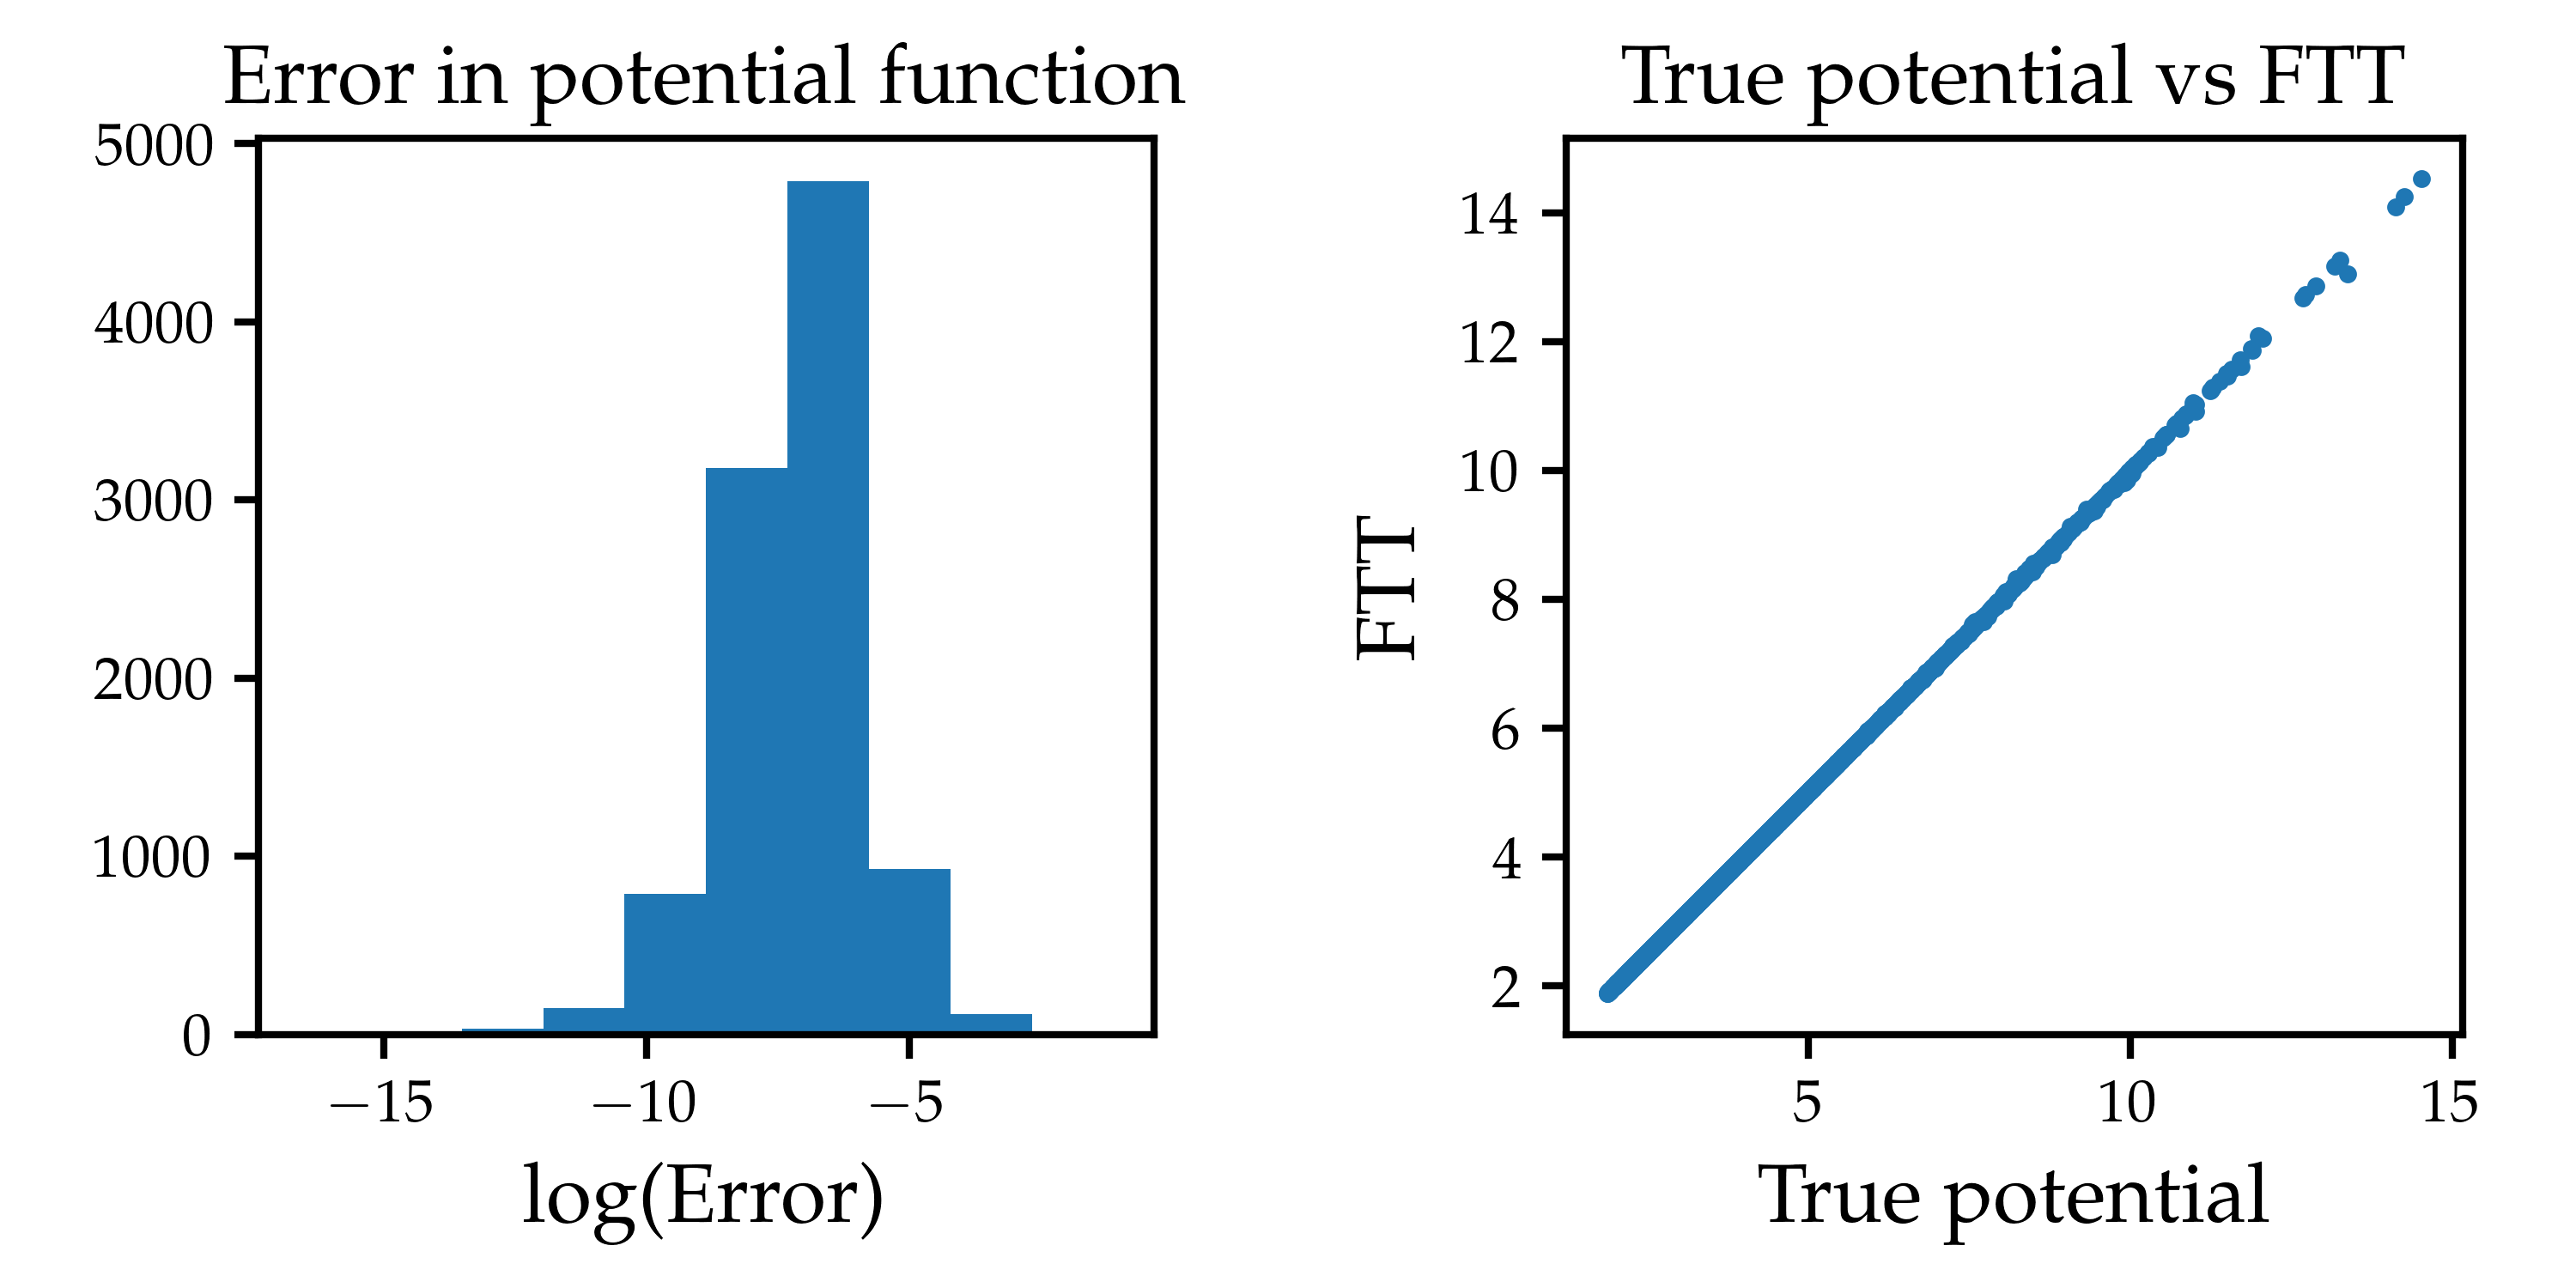 Error in potential function
5000
4000
3000
2000
1000
0
−15 −10 −5
log(Error)
True potential vs FTT
FTT
14
12
10
8
6
4
2
5 10 15
True potential